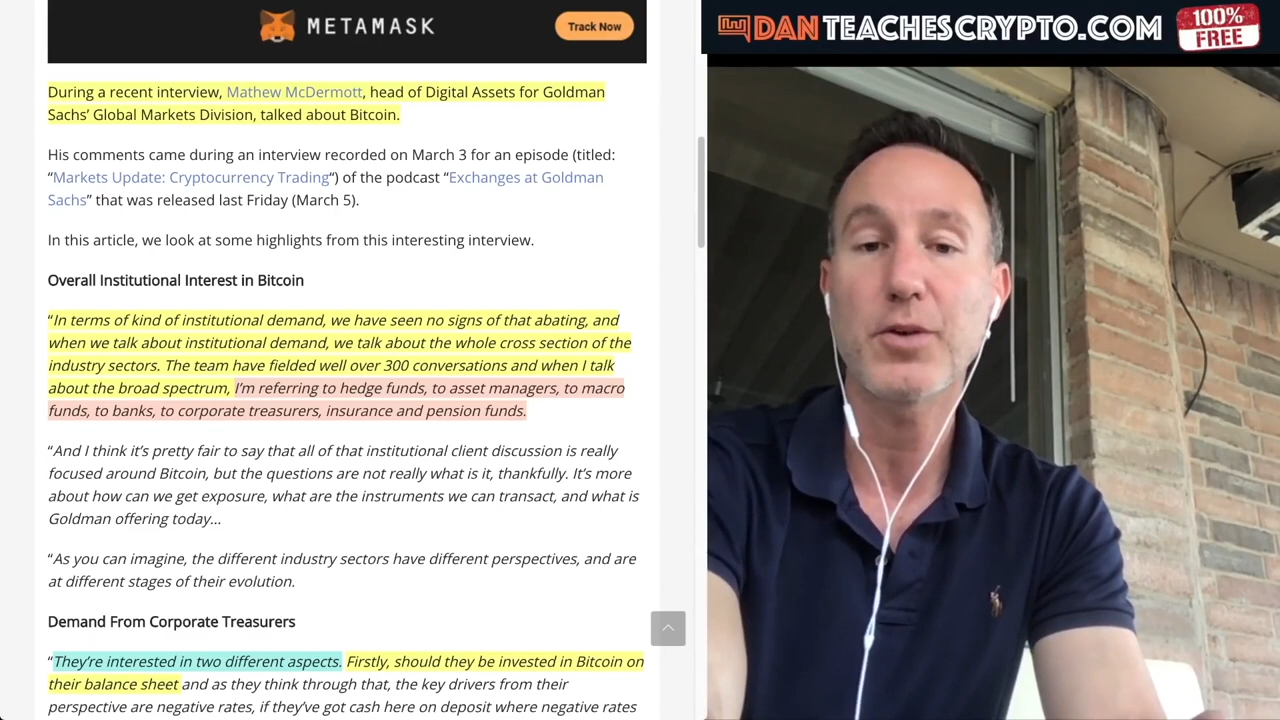 METAMASK
Track Now
During a recent interview, Mathew McDermott, head of Digital Assets for Goldman
Sachs’ Global Markets Division, talked about Bitcoin.
His comments came during an interview recorded on March 3 for an episode (titled:
“Markets Update: Cryptocurrency Trading“) of the podcast “Exchanges at Goldman
Sachs” that was released last Friday (March 5).
In this article, we look at some highlights from this interesting interview.
Overall Institutional Interest in Bitcoin
“In terms of kind of institutional demand, we have seen no signs of that abating, and
when we talk about institutional demand, we talk about the whole cross section of the
industry sectors. The team have fielded well over 300 conversations and when I talk
about the broad spectrum, I’m referring to hedge funds, to asset managers, to macro
funds, to banks, to corporate treasurers, insurance and pension funds.
“And I think it’s pretty fair to say that all of that institutional client discussion is really
focused around Bitcoin, but the questions are not really what is it, thankfully. It’s more
about how can we get exposure, what are the instruments we can transact, and what is
Goldman offering today…
“As you can imagine, the different industry sectors have different perspectives, and are
at different stages of their evolution.
Demand From Corporate Treasurers
“They’re interested in two different aspects. Firstly, should they be invested in Bitcoin on
their balance sheet and as they think through that, the key drivers from their
perspective are negative rates, if they’ve got cash here on deposit where negative rates
DANTEACHESCRYPTO.COM
100%
FREE